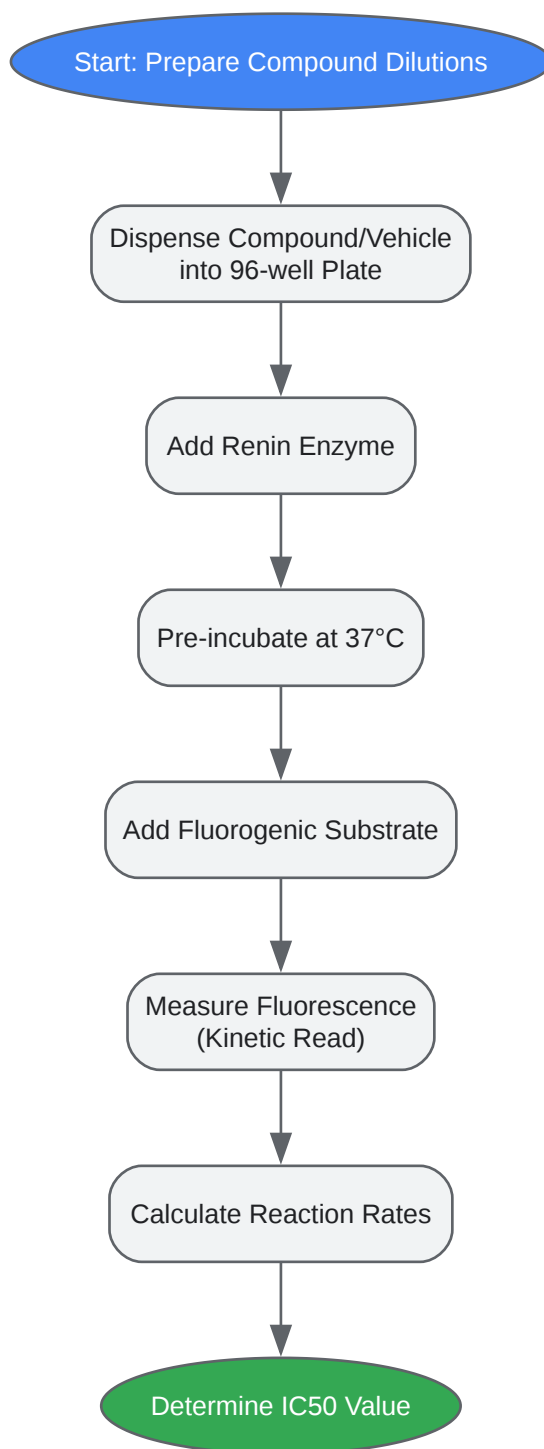 Start: Prepare Compound Dilutions
Dispense Compound/Vehicle
into 96-well Plate
Add Renin Enzyme
Pre-incubate at 37°C
Add Fluorogenic Substrate
Measure Fluorescence
(Kinetic Read)
Calculate Reaction Rates
Determine IC50 Value